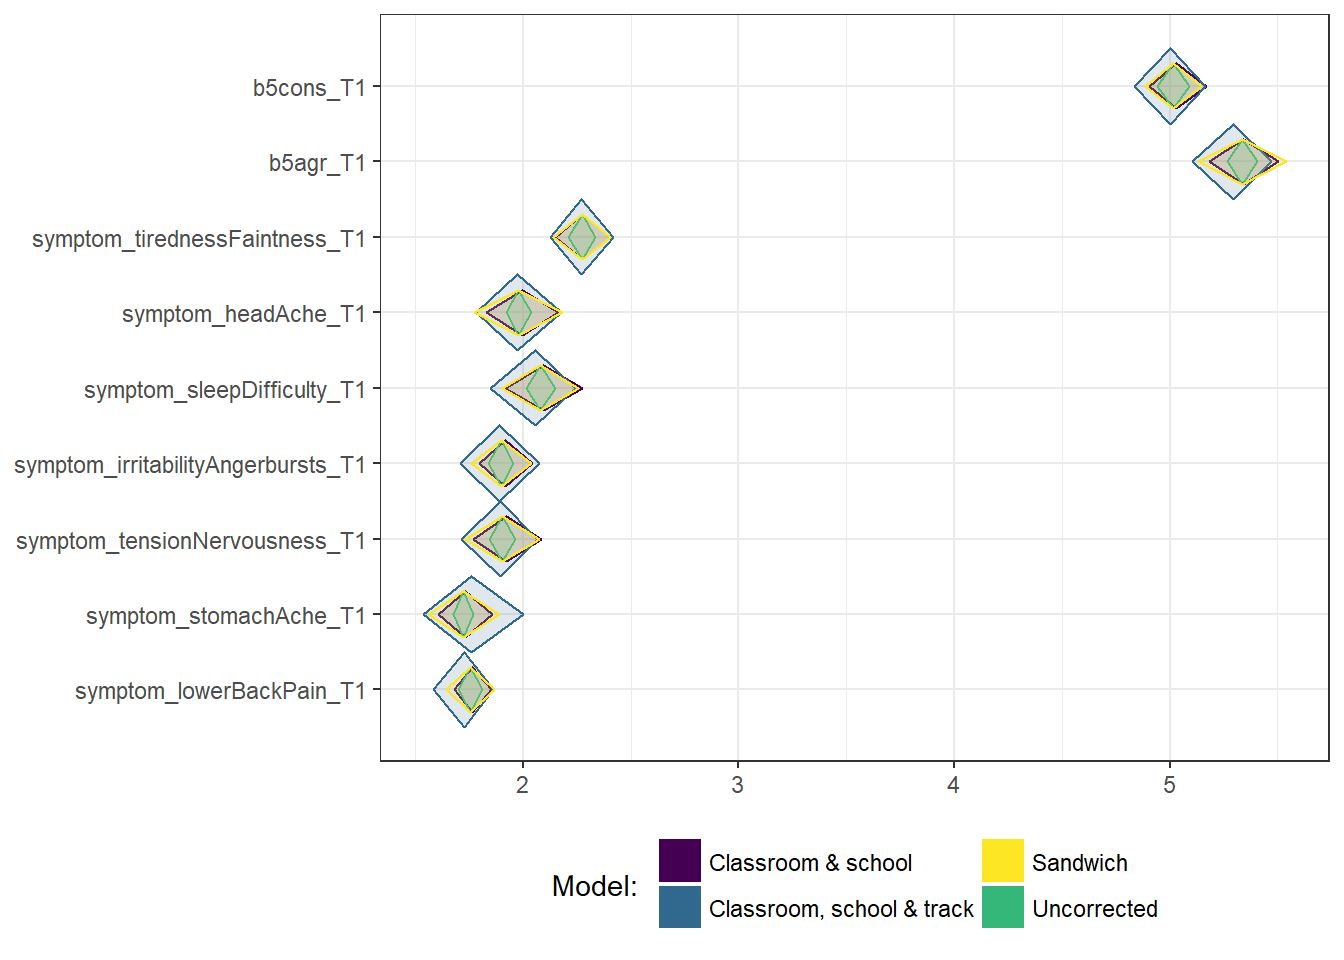 b5cons_T1
b5agr_T1
symptom_tirednessFaintness_T1
symptom_headAche_T1
symptom_sleepDifficulty_T1
symptom_irritabilityAngerbursts_T1
symptom_tensionNervousness_T1
symptom_stomachAche_T1
symptom_lowerBackPain_T1
2 3 4 5
Model:
Classroom & school Sandwich
Classroom, school & track Uncorrected